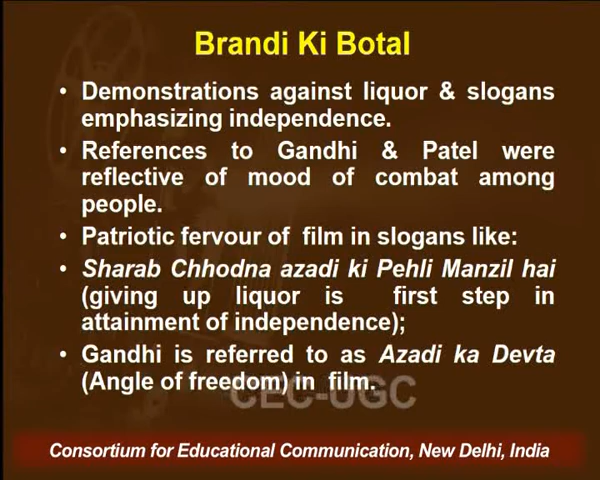 Brandi Ki Botal
• Demonstrations against liquor & slogans
emphasizing independence.
• References to Gandhi & Patel were
reflective of mood of combat among
people.
• Patriotic fervour of film in slogans like:
• Sharab Chhodna azadi ki Pehli Manzil hai
(giving up liquor is first step in
attainment of independence);
• Gandhi is referred to as Azadi ka Devta
(Angle of freedom) in film.
CEC-UGC
Consortium for Educational Communication, New Delhi, India